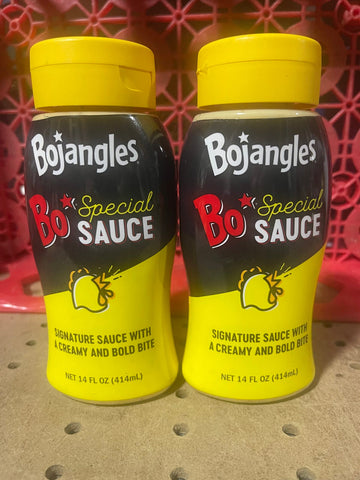 Bojangles
Bo Special
SAUCE
SIGNATURE SAUCE WITH
A CREAMY AND BOLD BITE
NET 14 FL OZ (414mL)
Bojangles
Bo Special
SAUCE
SIGNATURE SAUCE WITH
A CREAMY AND BOLD BITE
NET 14 FL OZ (414mL)